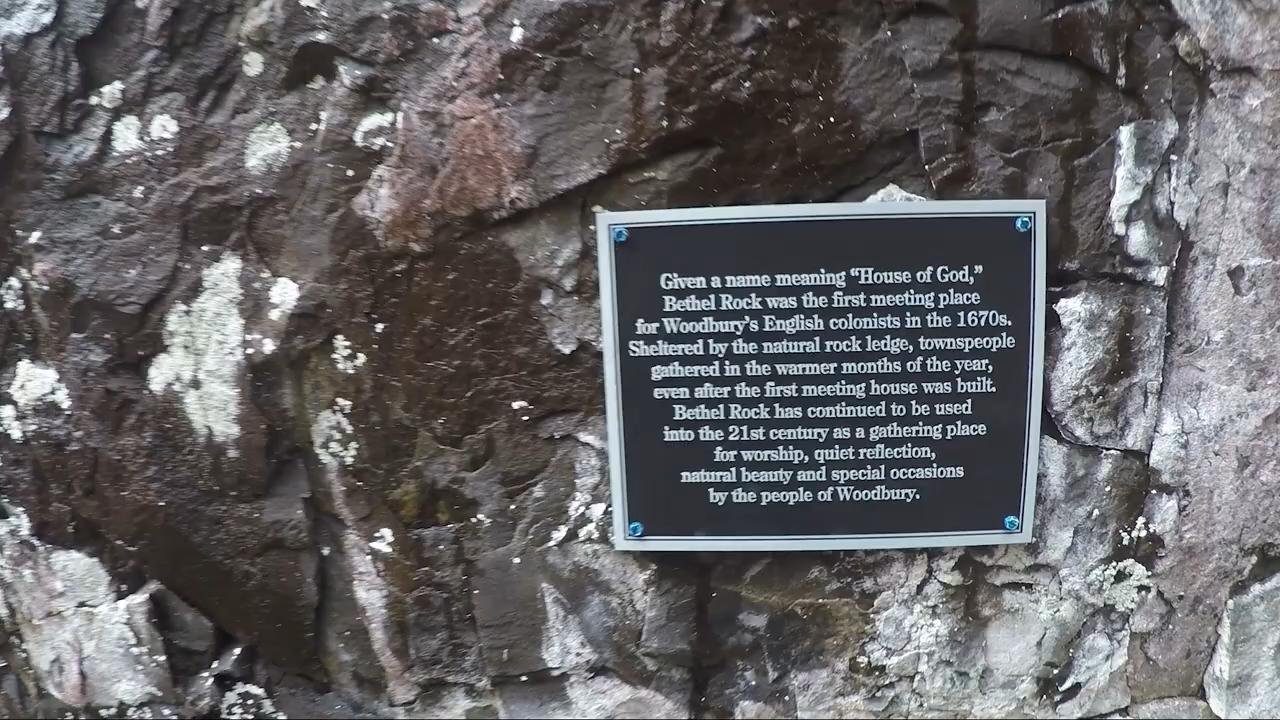 Given a name meaning “House of God,”
Bethel Rock was the first meeting place
for Woodbury’s English colonists in the 1670s.
Sheltered by the natural rock ledge, townspeople
gathered in the warmer months of the year,
even after the first meeting house was built.
Bethel Rock has continued to be used
into the 21st century as a gathering place
for worship, quiet reflection,
natural beauty and special occasions
by the people of Woodbury.